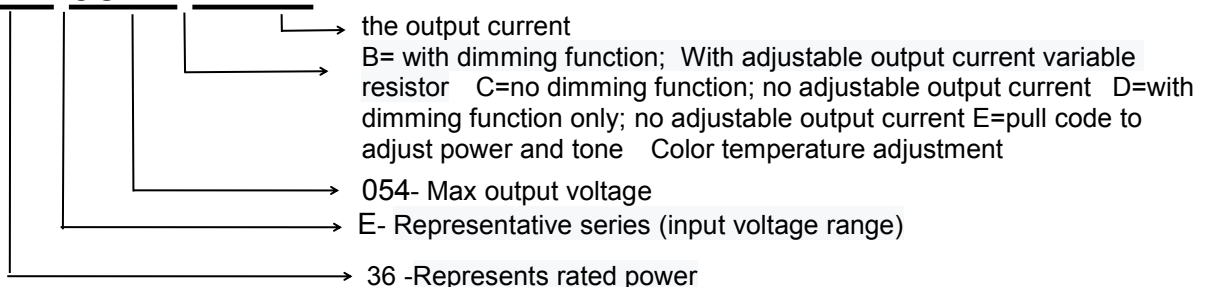 the output current
B= with dimming function; With adjustable output current variable
resistor C=no dimming function; no adjustable output current D=with
dimming function only; no adjustable output current E=pull code to
adjust power and tone Color temperature adjustment
054- Max output voltage
E- Representative series (input voltage range)
36 -Represents rated power